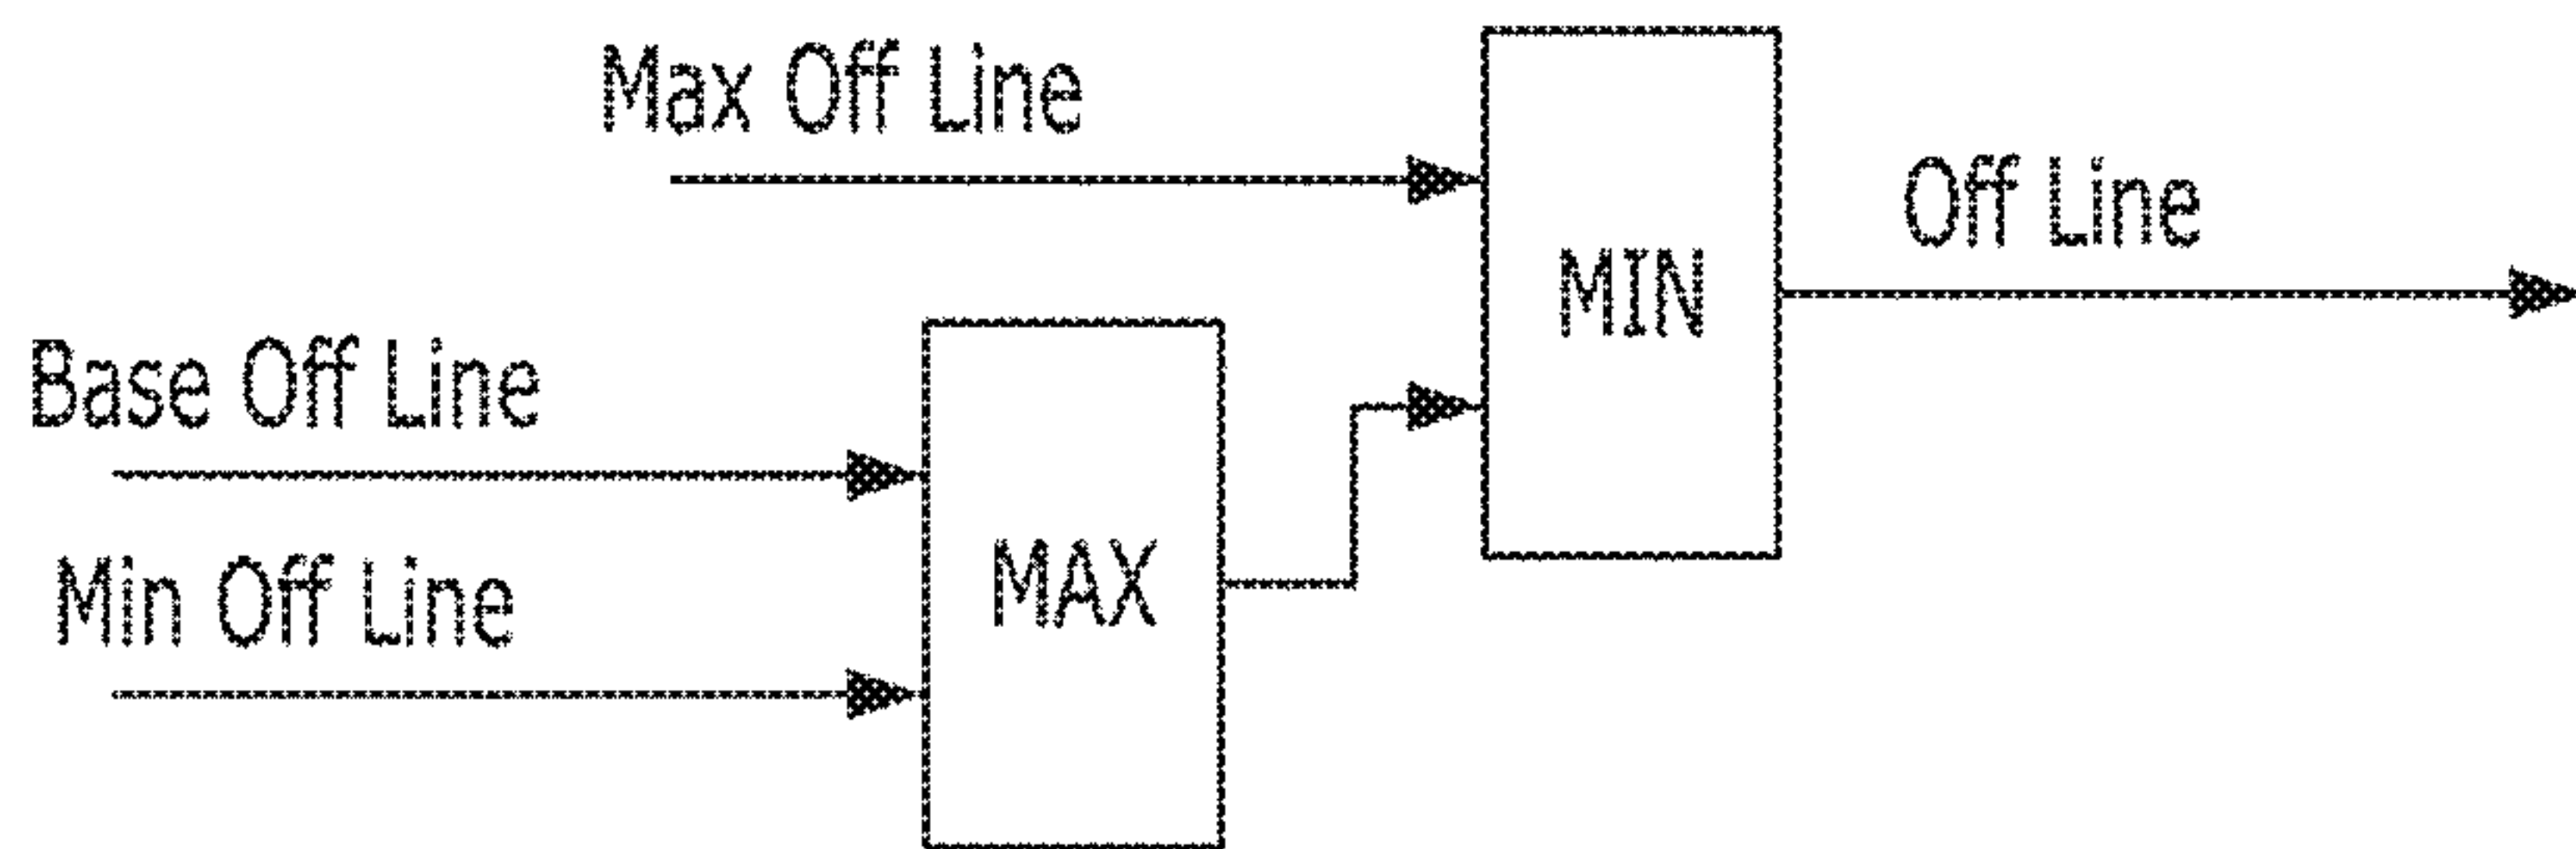 Max Off Line
Off Line
MIN
Base Off Line
Min Off Line
MAX